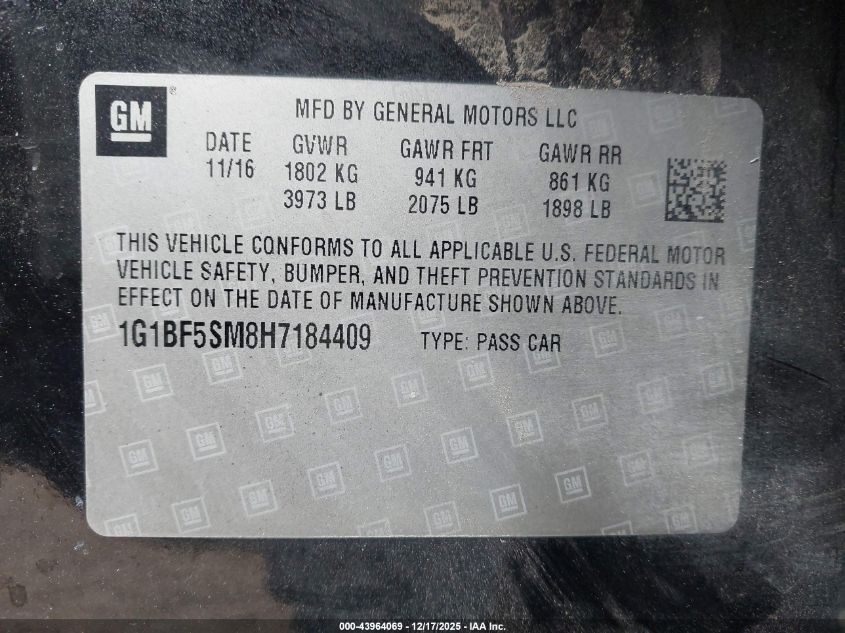 GM ®
MFD BY GENERAL MOTORS LLC
DATE GVWR GAWR FRT GAWR RR
11/16 1802 KG 941 KG 861 KG
3973 LB 2075 LB 1898 LB
THIS VEHICLE CONFORMS TO ALL APPLICABLE U.S. FEDERAL MOTOR
VEHICLE SAFETY, BUMPER, AND THEFT PREVENTION STANDARDS IN
EFFECT ON THE DATE OF MANUFACTURE SHOWN ABOVE.
1G1BF5SM8H7184409 TYPE: PASS CAR
000-43964069 - 12/17/2025 - IAA Inc.